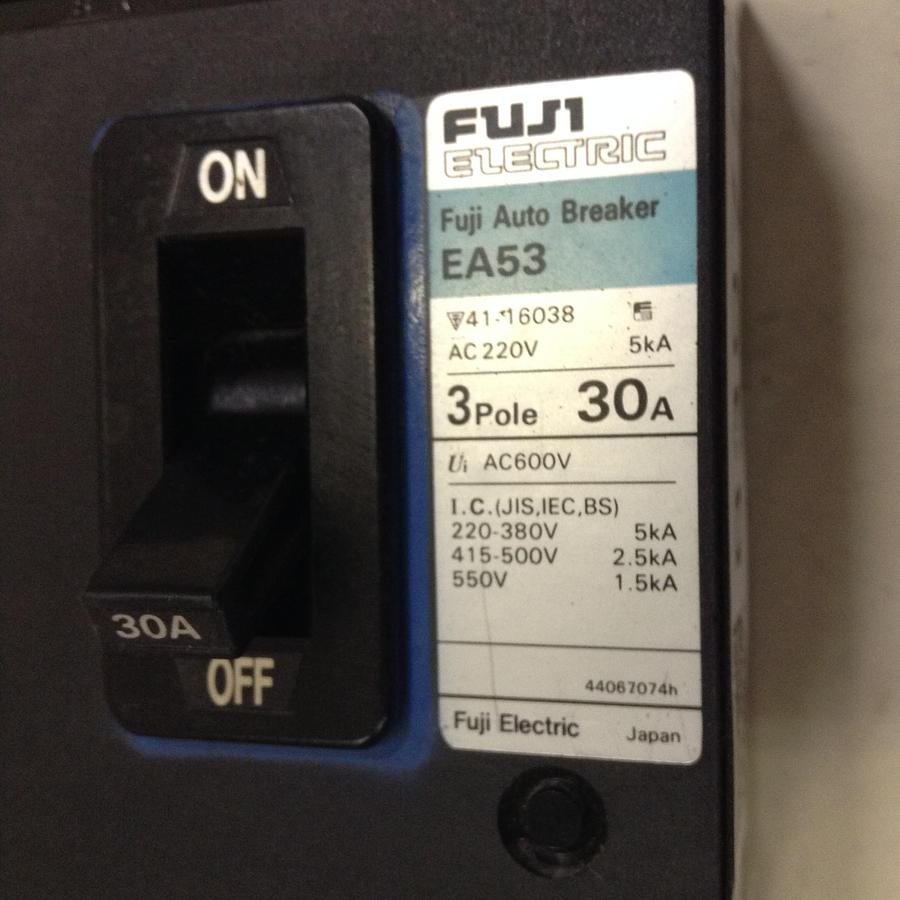 ON
30A
OFF
FUJI
ELECTRIC
Fuji Auto Breaker
EA53
41-16038
AC 220V 5kA
3Pole 30A
Ui AC600V
I.C.(JIS,IEC,BS)
220-380V 5kA
415-500V 2.5kA
550V 1.5kA
44067074h
Fuji Electric Japan